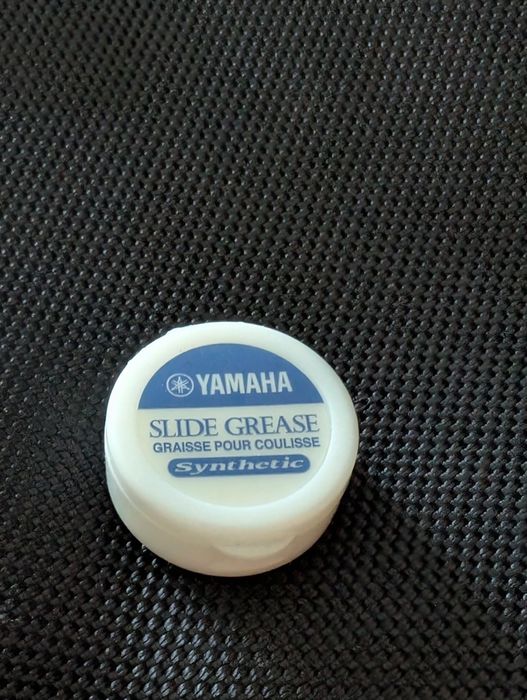 YAMAHA
SLIDE GREASE
GRAISSE POUR COULISSE
Synthetic